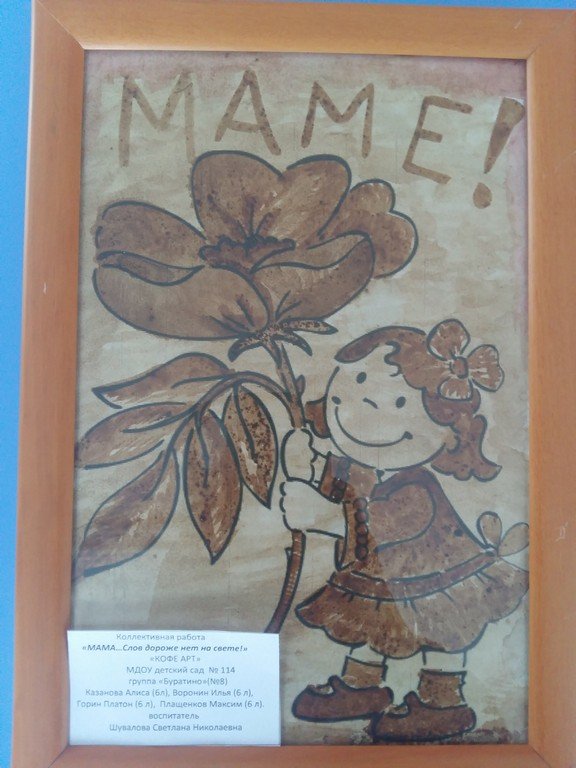 МАМЕ!
Коллективная работа
«МАМА...Слов дороже нет на свете!»
«КОФЕ АРТ»
МДОУ детский сад № 114
группа «Буратино»(№8)
Казанова Алиса (6л), Воронин Илья (6 л),
Горин Платон (6 л), Плащенков Максим (6 л).
воспитатель
Шувалова Светлана Николаевна